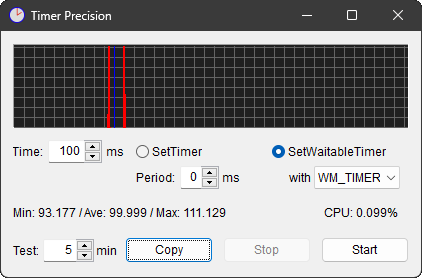 Timer Precision
Time: 100 ms SetTimer SetWaitableTimer
Period: 0 ms with WM_TIMER
Min: 93.177 / Ave: 99.999 / Max: 111.129 CPU: 0.099%
Test: 5 min Copy Stop Start